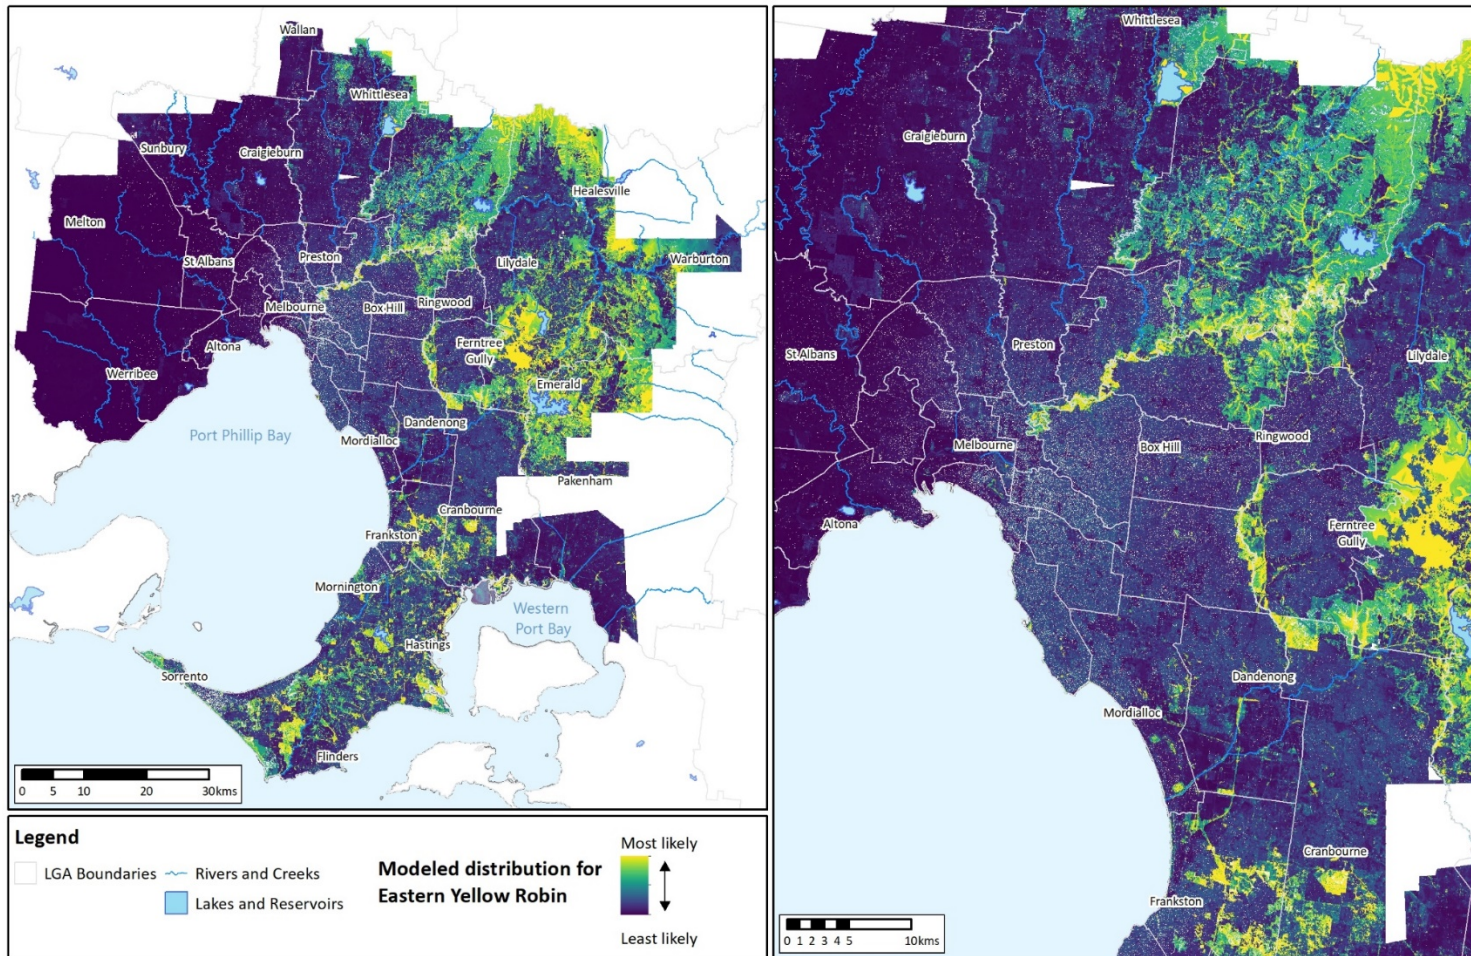 Wallan
Whittlesea
Sunbury
Craigieburn
Healesville
Melton
St Albans
Preston
Lilydale
Warburton
Melbourne
Box Hill
Ringwood
Altona
Ferntree
Gully
Werribee
Emerald
Dandenong
Port Phillip Bay
Mordialloc
Pakenham
Cranbourne
Frankston
Mornington
Western
Port Bay
Hastings
Sorrento
Flinders
0 5 10 20 30kms
Legend
LGA Boundaries
Rivers and Creeks
Lakes and Reservoirs
Modeled distribution for
Eastern Yellow Robin
Most likely
Least likely
Whittlesea
Craigieburn
St Albans
Preston
Lilydale
Melbourne
Box Hill
Ringwood
Altona
Ferntree
Gully
Dandenong
Mordialloc
Cranbourne
Frankston
0 1 2 3 4 5 10kms